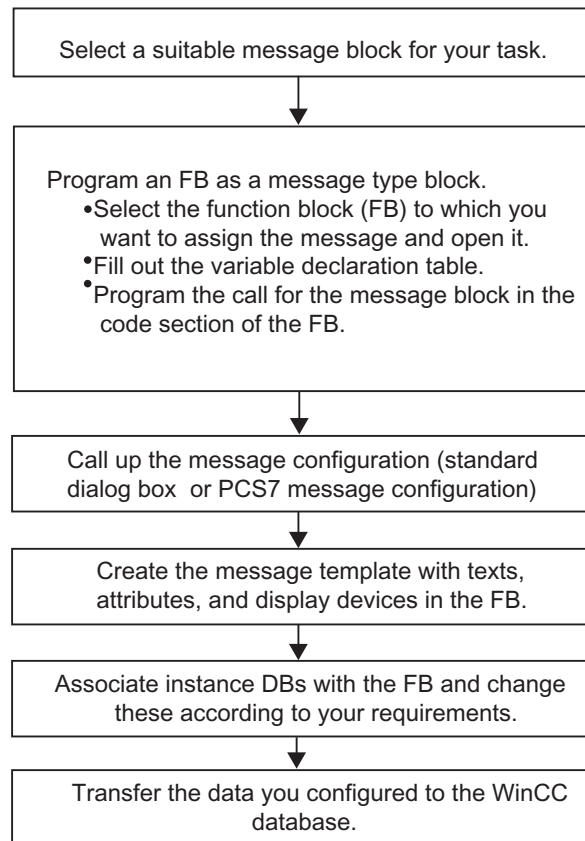 Select a suitable message block for your task.
Program an FB as a message type block.
•Select the function block (FB) to which you
want to assign the message and open it.
•Fill out the variable declaration table.
•Program the call for the message block in the
code section of the FB.
Call up the message configuration (standard
dialog box or PCS7 message configuration)
Create the message template with texts,
attributes, and display devices in the FB.
Associate instance DBs with the FB and change
these according to your requirements.
Transfer the data you configured to the WinCC
database.